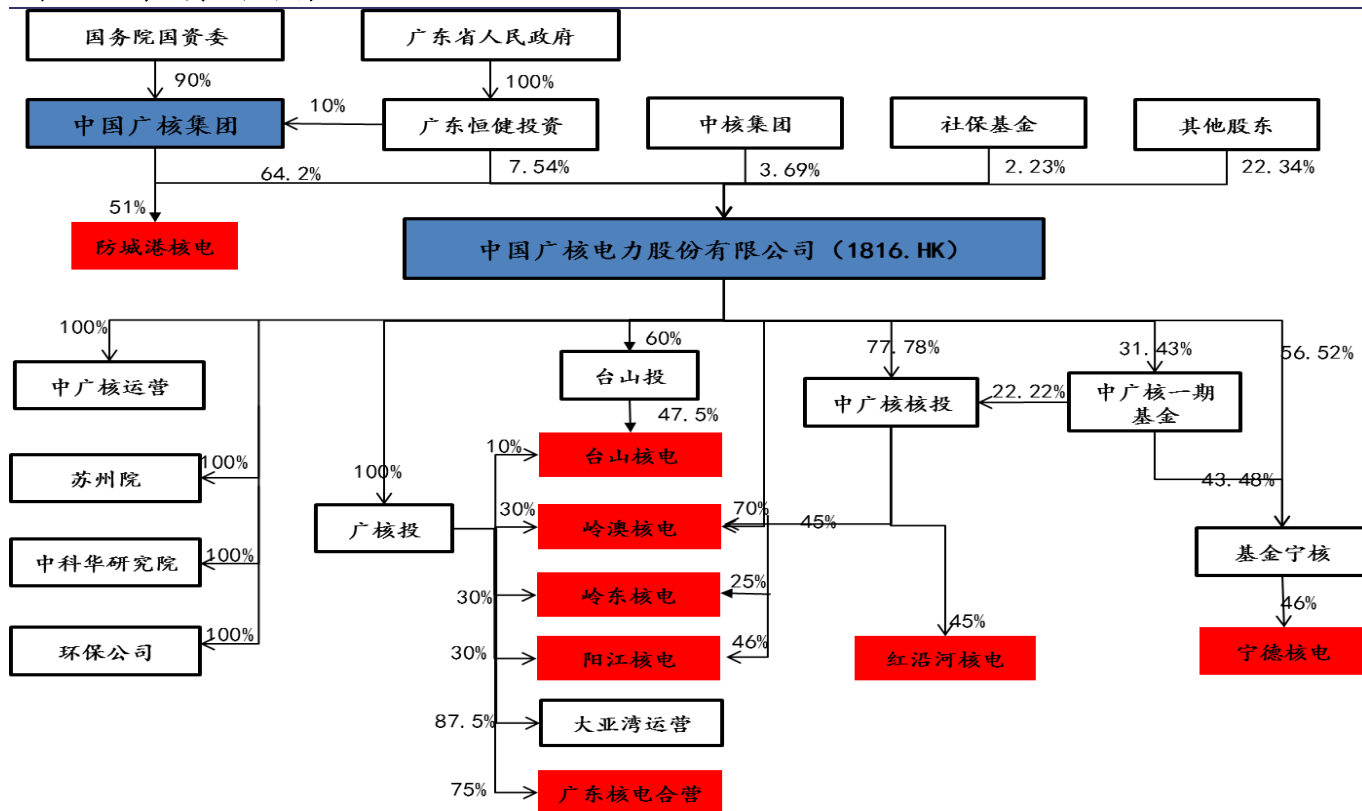 国务院国资委
广东省人民政府
90%
100%
中国广核集团
10%
广东恒健投资
中核集团
社保基金
其他股东
64.2%
7.54%
3.69%
2.23%
22.34%
51%
防城港核电
中国广核电力股份有限公司（1816.HK）
100%
60%
77.78%
31.43%
56.52%
中广核运营
台山投
中广核核投
22.22%
中广核一期
基金
47.5%
10%
台山核电
苏州院
100%
100%
43.48%
广核投
30%
岭澳核电
70%
45%
基金宁核
中科华研究院
100%
30%
岭东核电
25%
46%
环保公司
100%
30%
阳江核电
46%
45%
红沿河核电
宁德核电
87.5%
大亚湾运营
75%
广东核电合营